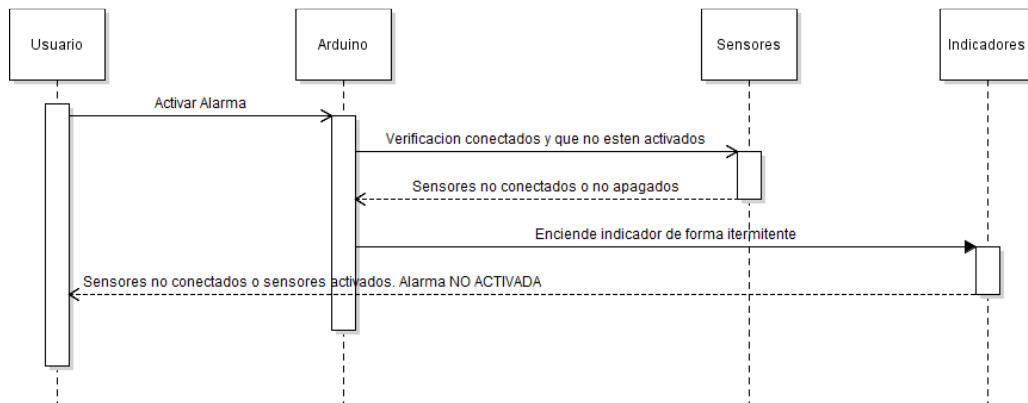 Usuario
Arduino
Sensores
Indicadores
Activar Alarma
Verificacion conectados y que no esten activados
Sensores no conectados o no apagados
Enciende indicador de forma itermitente
Sensores no conectados o sensores activados. Alarma NO ACTIVADA